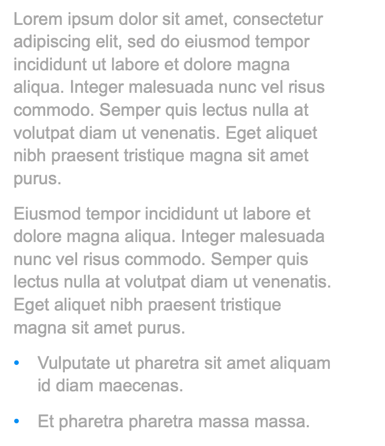 Lorem ipsum dolor sit amet, consectetur
adipiscing elit, sed do eiusmod tempor
incididunt ut labore et dolore magna
aliqua. Integer malesuada nunc vel risus
commodo. Semper quis lectus nulla at
volutpat diam ut venenatis. Eget aliquet
nibh praesent tristique magna sit amet
purus.
Eiusmod tempor incididunt ut labore et
dolore magna aliqua. Integer malesuada
nunc vel risus commodo. Semper quis
lectus nulla at volutpat diam ut venenatis.
Eget aliquet nibh praesent tristique
magna sit amet purus.
• Vulputate ut pharetra sit amet aliquam
id diam maecenas.
• Et pharetra pharetra massa massa.